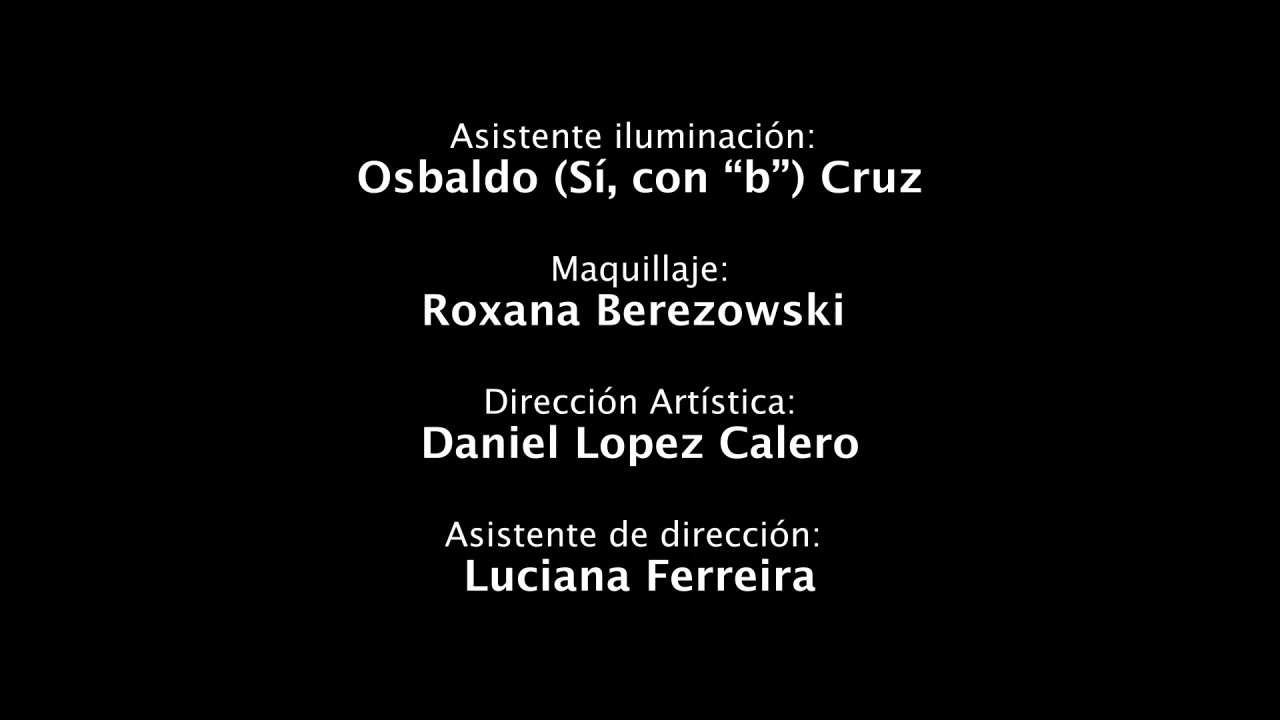 Asistente iluminación:
Osbaldo (Sí, con “b”) Cruz
Maquillaje:
Roxana Berezowski
Dirección Artística:
Daniel Lopez Calero
Asistente de dirección:
Luciana Ferreira